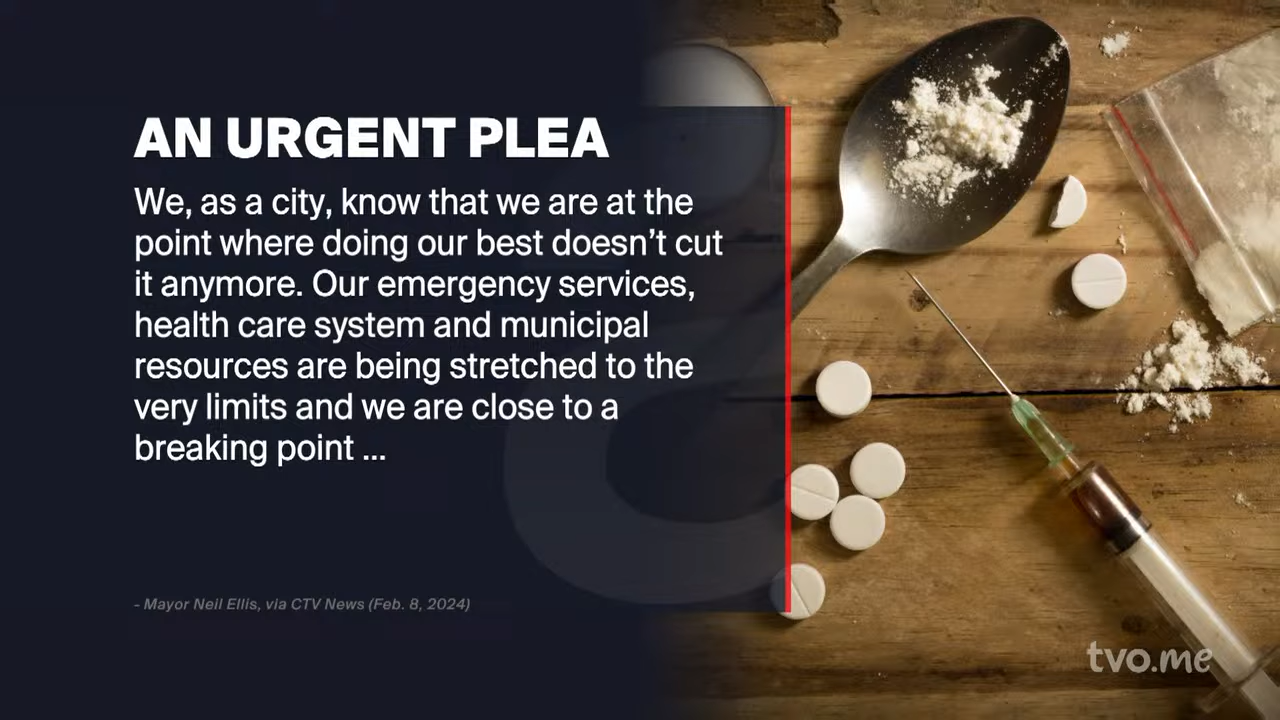 AN URGENT PLEA
We, as a city, know that we are at the
point where doing our best doesn’t cut
it anymore. Our emergency services,
health care system and municipal
resources are being stretched to the
very limits and we are close to a
breaking point ...
- Mayor Neil Ellis, via CTV News (Feb. 8, 2024)
tvo.me